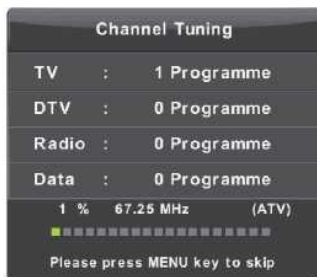 Channel Tuning
TV : 1 Programme
DTV : 0 Programme
Radio : 0 Programme
Data : 0 Programme
1 % 67.25 MHz (ATV)
Please press MENU key to skip